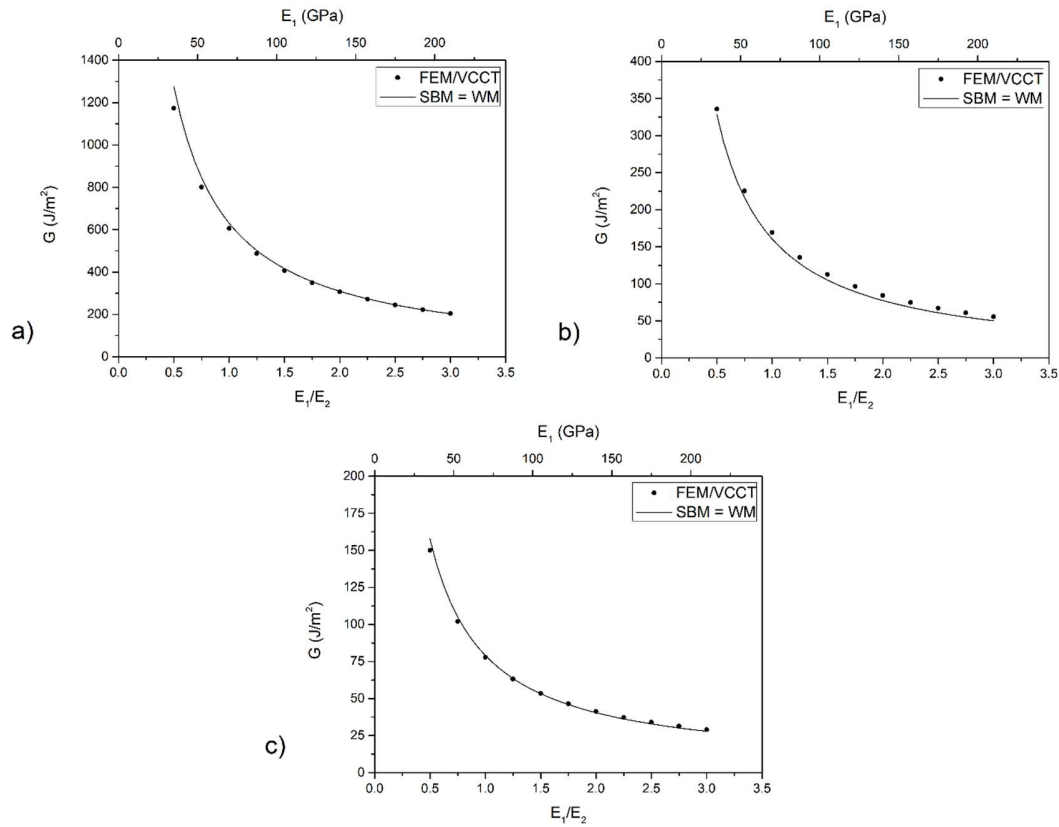 E1 (GPa)
0 50 100 150 200
1400
1200
1000
800
600
400
200
0
G (J/m²)
FEM/VCCT
SBM = WM
0.0 0.5 1.0 1.5 2.0 2.5 3.0 3.5
E1/E2
a)
E1 (GPa)
0 50 100 150 200
400
350
300
250
200
150
100
50
0
G (J/m²)
FEM/VCCT
SBM = WM
0.0 0.5 1.0 1.5 2.0 2.5 3.0 3.5
E1/E2
b)
E1 (GPa)
0 50 100 150 200
200
175
150
125
100
75
50
25
0
G (J/m²)
FEM/VCCT
SBM = WM
0.0 0.5 1.0 1.5 2.0 2.5 3.0 3.5
E1/E2
c)